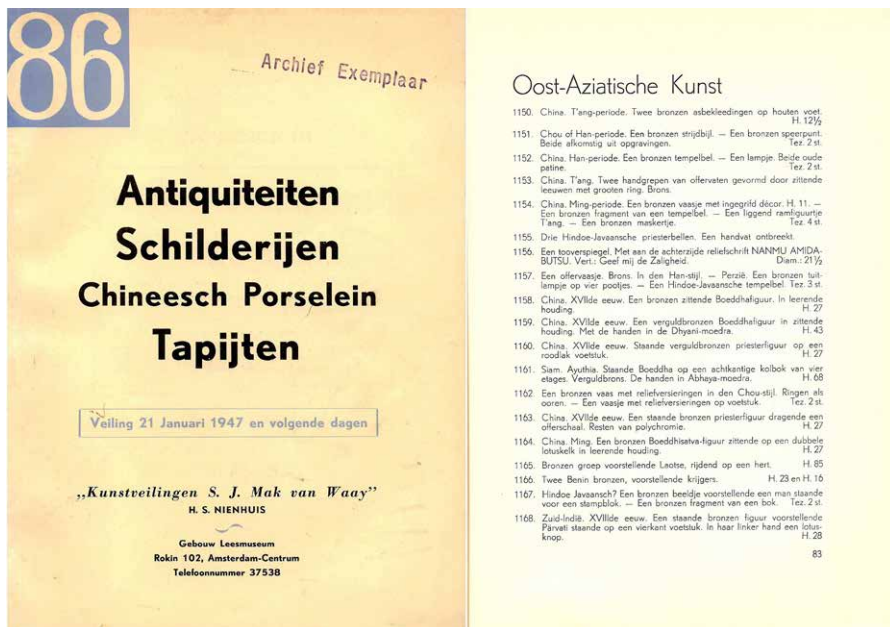 86
Archief Exemplaar
Antiquiteiten
Schilderijen
Chineesch Porselein
Tapijten
Veiling 21 Januari 1947 en volgende dagen
„Kunstveilingen S. J. Mak van Waay”
H. S. NIENHUIS
Gebouw Leesmuseum
Rokin 102, Amsterdam-Centrum
Telefoonnummer 37538
Oost-Aziatische Kunst
1150. China. T'ang-periode. Twee bronzen asbekleedingen op houten voet.
H. 12½
1151. Chou of Han-periode. Een bronzen strijdbijl. — Een bronzen speerpunt.
Beide afkomstig uit opgravingen. Tez. 2 st.
1152. China. Han-periode. Een bronzen tempelbel. — Een lampje. Beide oude
patine. Tez. 2 st.
1153. China. T'ang. Twee handgrepen van offervaten gevormd door zittende
leeuwen met grooten ring. Brons.
1154. China. Ming-periode. Een bronzen vaasje met ingegrifd décor. H. 11. —
Een bronzen fragment van een tempelbel. — Een liggend ramfiguurtje
T'ang. — Een bronzen maskertje. Tez. 4 st.
1155. Drie Hindoe-Javaansche priesterbellen. Een handvat ontbreekt.
1156. Een tooverspiegel. Met aan de achterzijde reliefschrift NANMU AMIDA-
BUTSU. Vert.: Geef mij de Zaligheid. Diam.: 21½
1157. Een offervaasje. Brons. In den Han-stijl. — Perzië. Een bronzen tuit-
lampje op vier pootjes. — Een Hindoe-Javaansche tempelbel. Tez. 3 st.
1158. China. XVIIde eeuw. Een bronzen zittende Boeddhafiguur. In leerende
houding. H. 27
1159. China. XVIIde eeuw. Een verguldbronzen Boeddhafiguur in zittende
houding. Met de handen in de Dhyani-moedra. H. 43
1160. China. XVIIde eeuw. Staande verguldbronzen priesterfiguur op een
roodlak voetstuk. H. 27
1161. Siam. Ayuthia. Staande Boeddha op een achtkantige kolbok van vier
etages. Verguldbrons. De handen in Abhaya-moedra. H. 68
1162. Een bronzen vaas met reliefversieringen in den Chou-stijl. Ringen als
ooren. — Een vaasje met reliefversieringen op voetstuk. Tez. 2 st.
1163. China. XVIIde eeuw. Een staande bronzen priesterfiguur dragende een
offerschaal. Resten van polychromie. H. 27
1164. China. Ming. Een bronzen Boeddhisatva-figuur zittende op een dubbele
lotuskelk in leerende houding. H. 27
1165. Bronzen groep voorstellende Laotse, rijdend op een hert. H. 85
1166. Twee Benin bronzen, voorstellende krijgers. H. 23 en H. 16
1167. Hindoe Javaansch? Een bronzen beeldje voorstellende een man staande
voor een stampblok. — Een bronzen fragment van een bok. Tez. 2 st.
1168. Zuid-Indië. XVIIIde eeuw. Een staande bronzen figuur voorstellende
Pàrvati staande op een vierkant voetstuk. In haar linker hand een lotus-
knop. H. 28
83